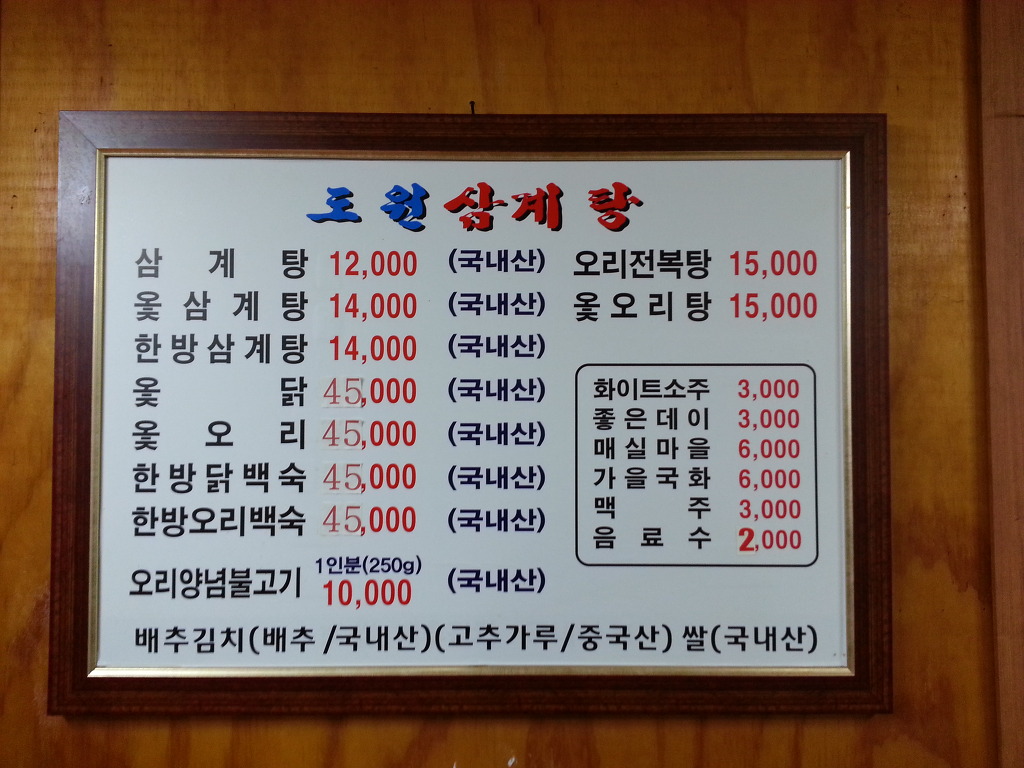 도원삼계탕
삼계탕 12,000 (국내산)
옻삼계탕 14,000 (국내산)
한방삼계탕 14,000 (국내산)
옻닭 45,000 (국내산)
옻오리 45,000 (국내산)
한방닭백숙 45,000 (국내산)
한방오리백숙 45,000 (국내산)
오리양념불고기 1인분(250g) 10,000 (국내산)
오리전복탕 15,000
옻오리탕 15,000
화이트소주 3,000
좋은데이 3,000
매실마을 6,000
가을국화 6,000
맥주 3,000
음료수 2,000
배추김치(배추/국내산)(고추가루/중국산) 쌀(국내산)